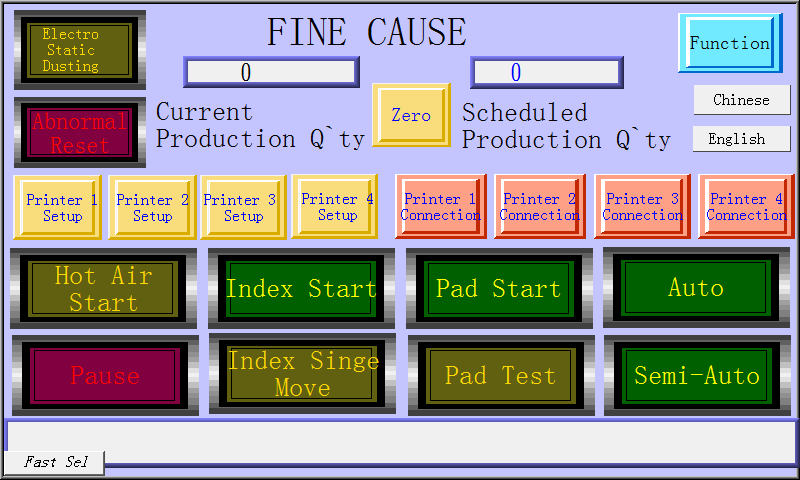 Electro
Static
Dusting
FINE CAUSE
Function
0
0
Chinese
Abnormal
Reset
Current
Production Q`ty
Zero
Scheduled
Production Q`ty
English
Printer 1
Setup
Printer 2
Setup
Printer 3
Setup
Printer 4
Setup
Printer 1
Connection
Printer 2
Connection
Printer 3
Connection
Printer 4
Connection
Hot Air
Start
Index Start
Pad Start
Auto
Pause
Index Singe
Move
Pad Test
Semi-Auto
Fast Sel